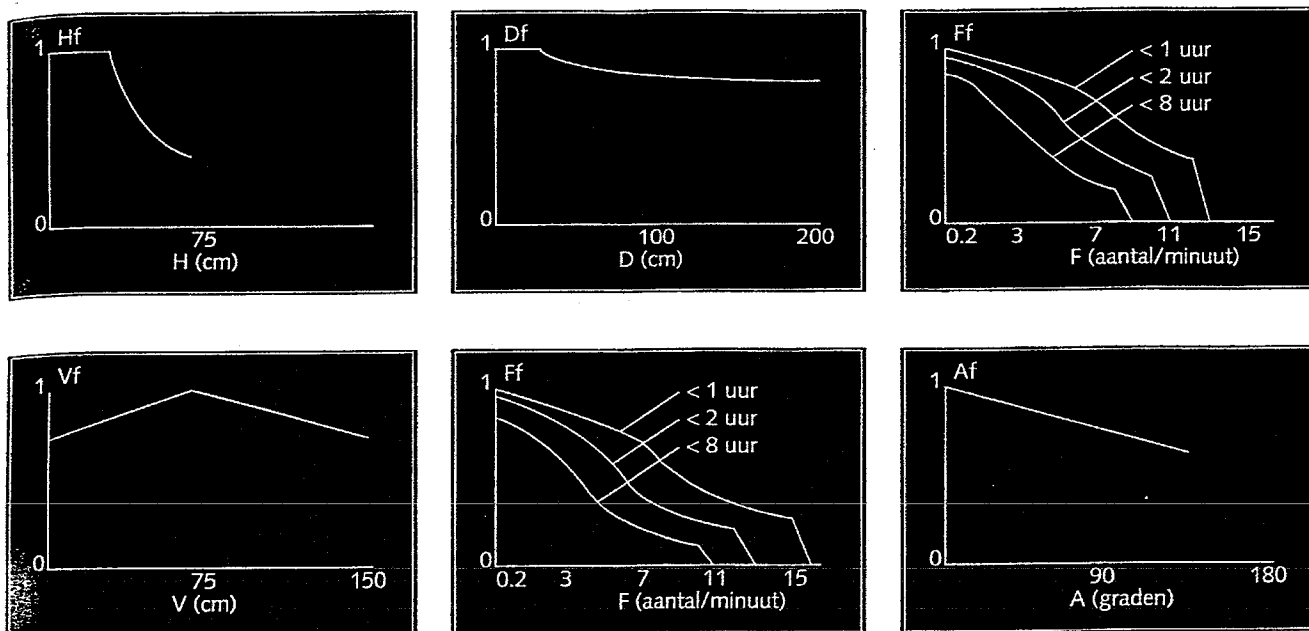 Hf
1
0
75
H (cm)
Df
1
0
100 200
D (cm)
Ff
1
< 1 uur
< 2 uur
< 8 uur
0
0.2 3 7 11 15
F (aantal/minuut)
Vf
1
0
75 150
V (cm)
Ff
1
< 1 uur
< 2 uur
< 8 uur
0
0.2 3 7 11 15
F (aantal/minuut)
Af
1
0
90 180
A (graden)